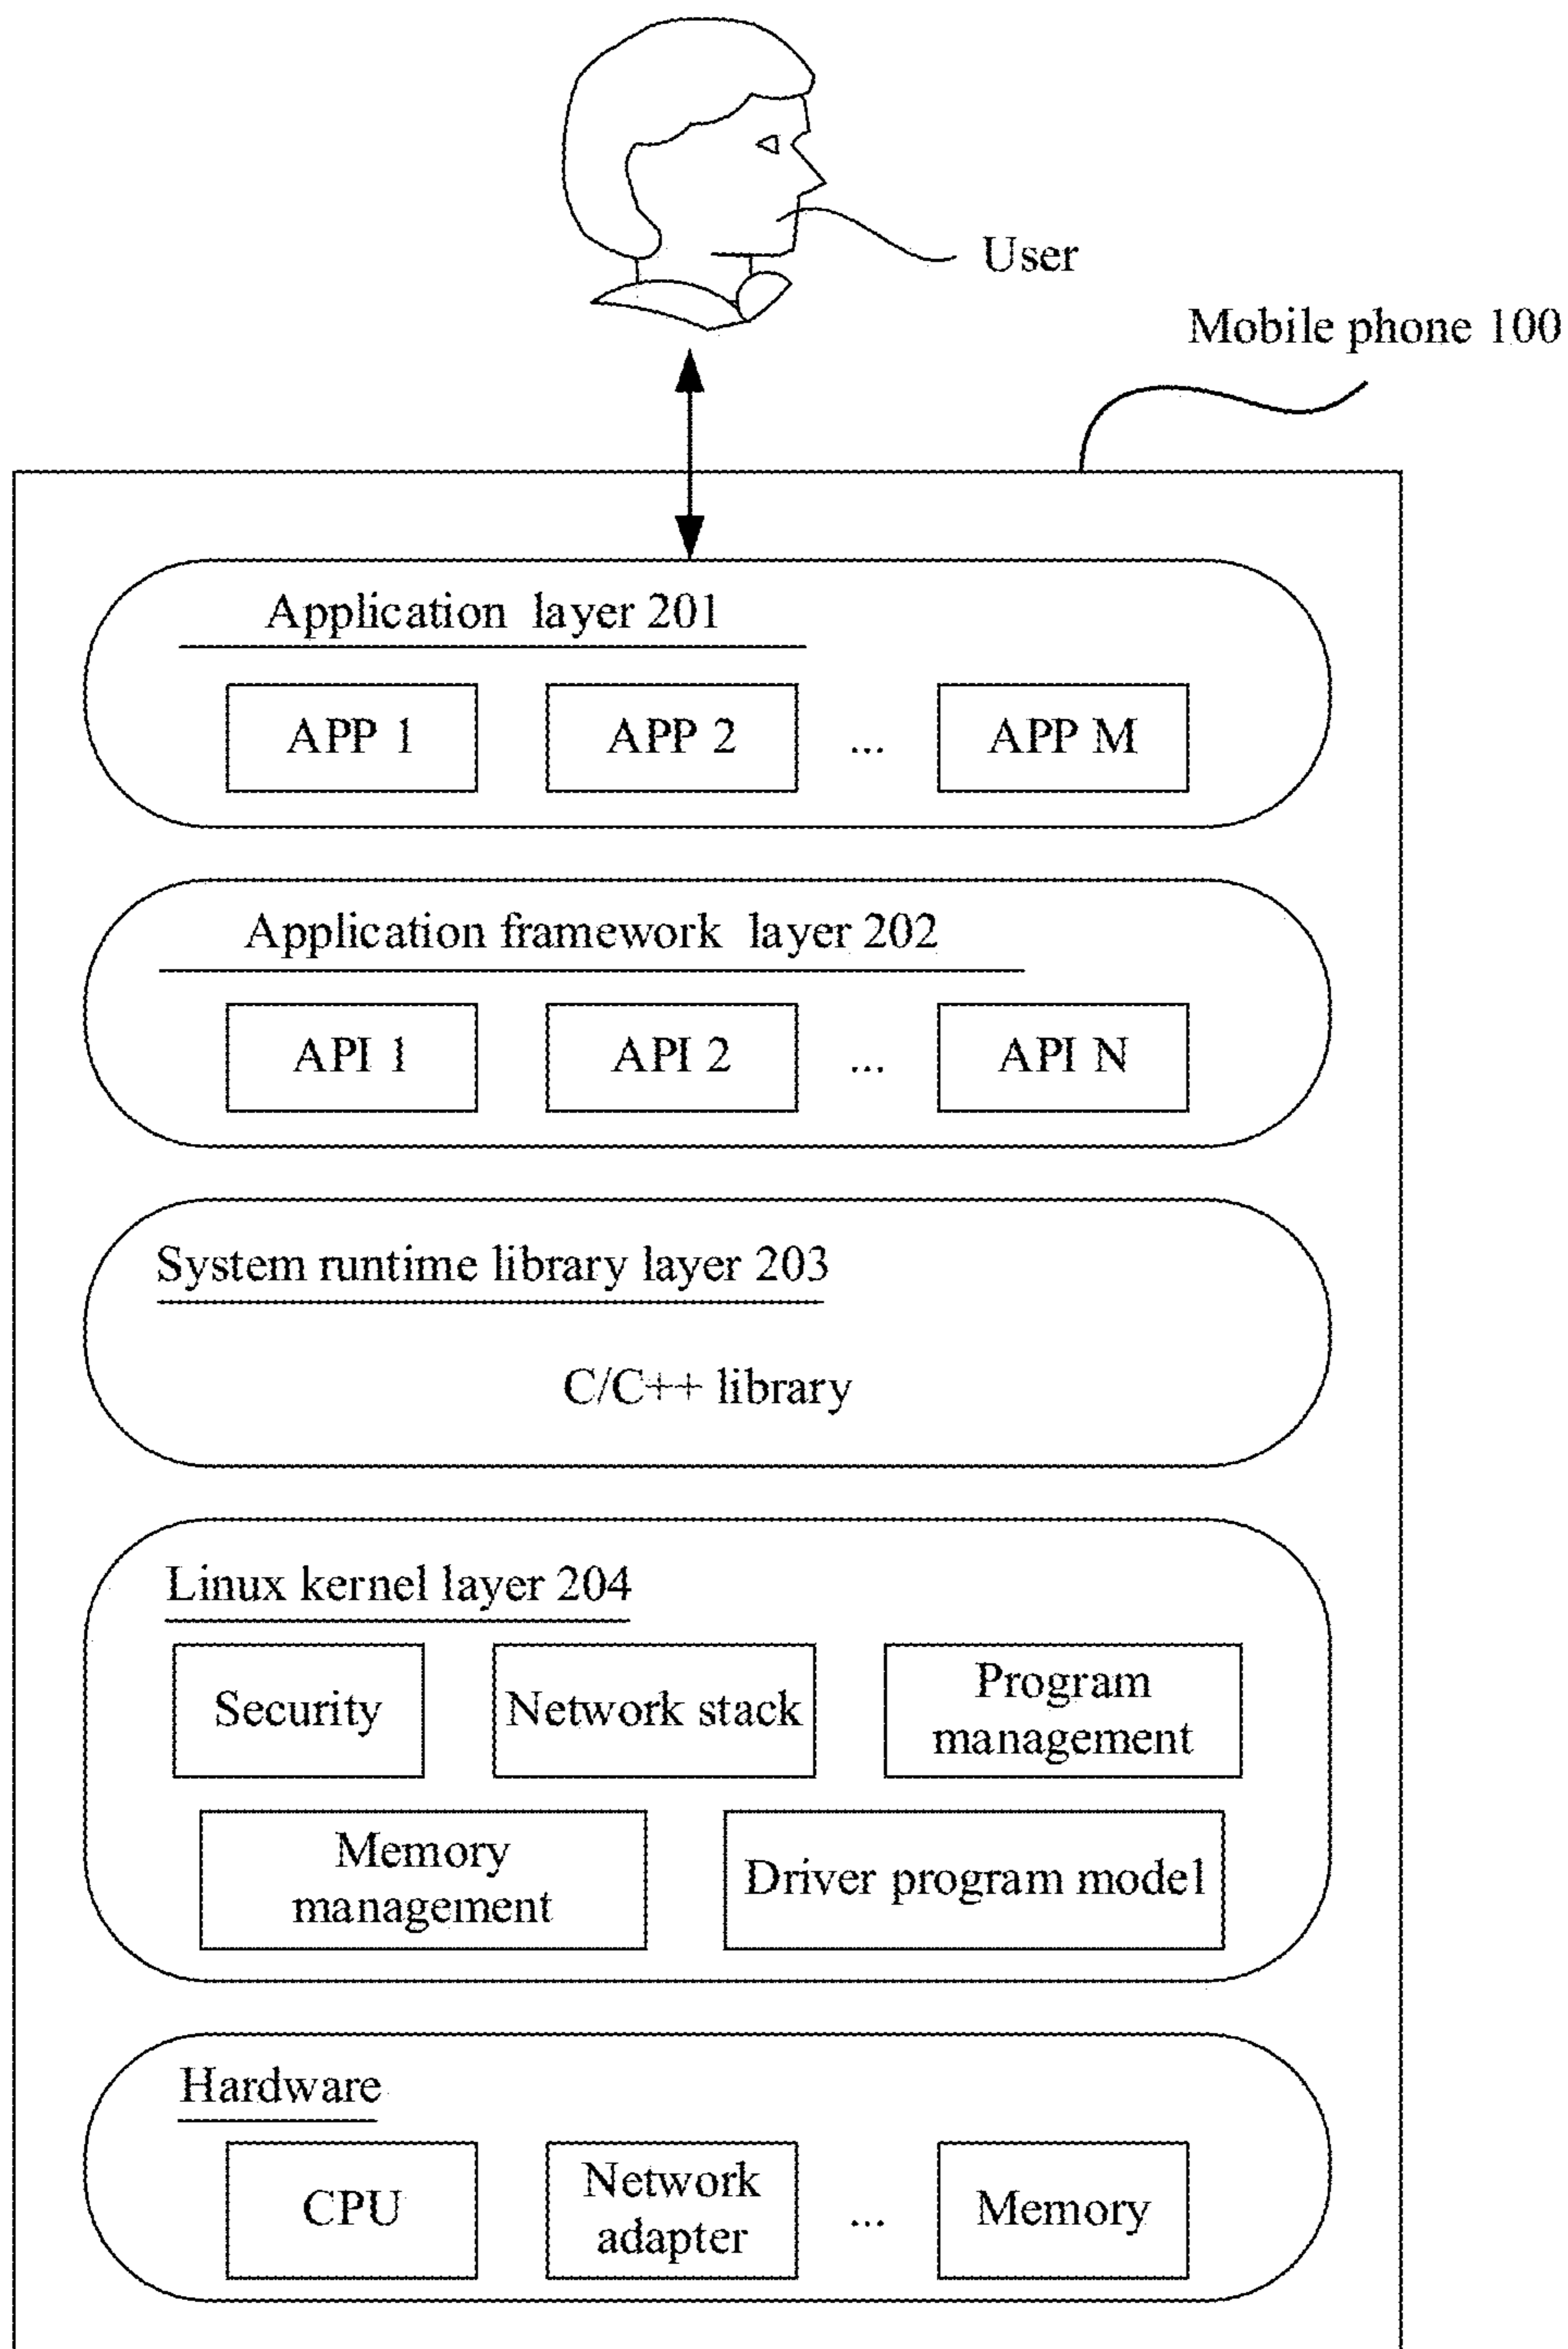 User
Mobile phone 100
Application layer 201
APP 1
APP 2
...
APP M
Application framework layer 202
API 1
API 2
...
API N
System runtime library layer 203
C/C++ library
Linux kernel layer 204
Security
Network stack
Program
management
Memory
management
Driver program model
Hardware
CPU
Network
adapter
...
Memory